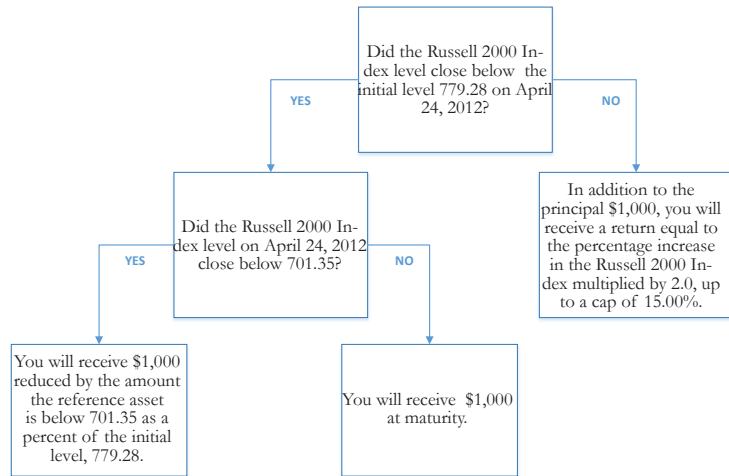 Did the Russell 2000 In-
dex level close below the
initial level 779.28 on April
24, 2012?
YES
NO
Did the Russell 2000 In-
dex level on April 24, 2012
close below 701.35?
In addition to the
principal $1,000, you will
receive a return equal to
the percentage increase
in the Russell 2000 In-
dex multiplied by 2.0, up
to a cap of 15.00%.
YES
NO
You will receive $1,000
reduced by the amount
the reference asset
is below 701.35 as a
percent of the initial
level, 779.28.
You will receive $1,000
at maturity.